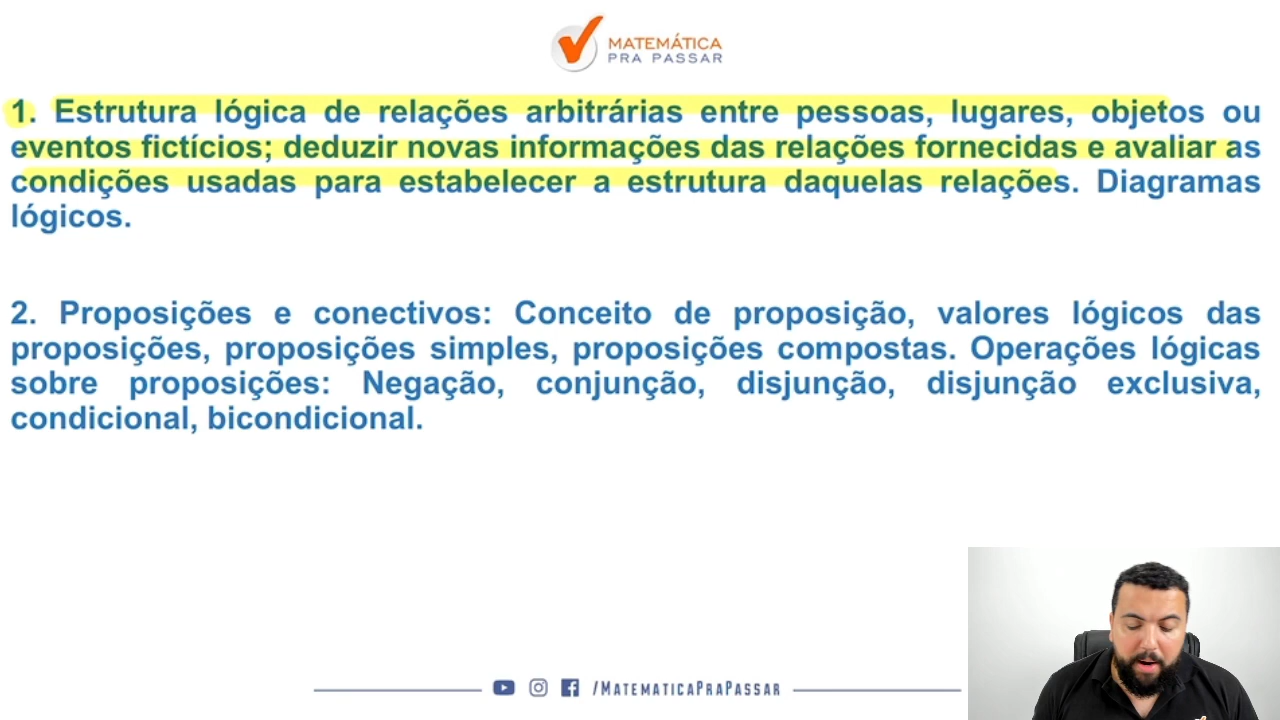 MATEMÁTICA
PRA PASSAR
1. Estrutura lógica de relações arbitrárias entre pessoas, lugares, objetos ou
eventos fictícios; deduzir novas informações das relações fornecidas e avaliar as
condições usadas para estabelecer a estrutura daquelas relações. Diagramas
lógicos.
2. Proposições e conectivos: Conceito de proposição, valores lógicos das
proposições, proposições simples, proposições compostas. Operações lógicas
sobre proposições: Negação, conjunção, disjunção, disjunção exclusiva,
condicional, bicondicional.
/MATEMATICAPRAPASSAR